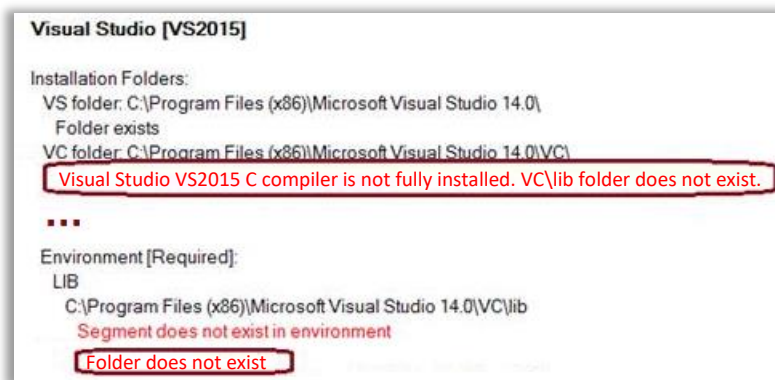 Visual Studio [VS2015]
Installation Folders:
VS folder: C:\Program Files (x86)\Microsoft Visual Studio 14.0\
Folder exists
VC folder: C:\Program Files (x86)\Microsoft Visual Studio 14.0\VC\
Visual Studio VS2015 C compiler is not fully installed. VC\lib folder does not exist.
...
Environment [Required]:
LIB
C:\Program Files (x86)\Microsoft Visual Studio 14.0\VC\lib
Segment does not exist in environment
Folder does not exist